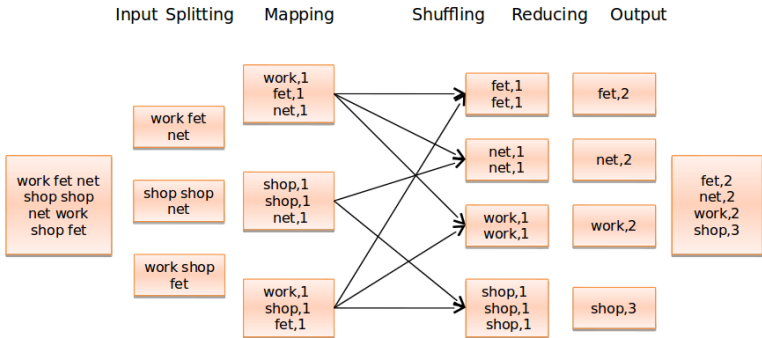 Input Splitting Mapping Shuffling Reducing Output
work fet net
shop shop
net work
shop fet
work fet
net
shop shop
net
work shop
fet
work,1
fet,1
net,1
shop,1
shop,1
net,1
work,1
shop,1
fet,1
fet,1
fet,1
net,1
net,1
work,1
work,1
shop,1
shop,1
shop,1
fet,2
net,2
work,2
shop,3
fet,2
net,2
work,2
shop,3